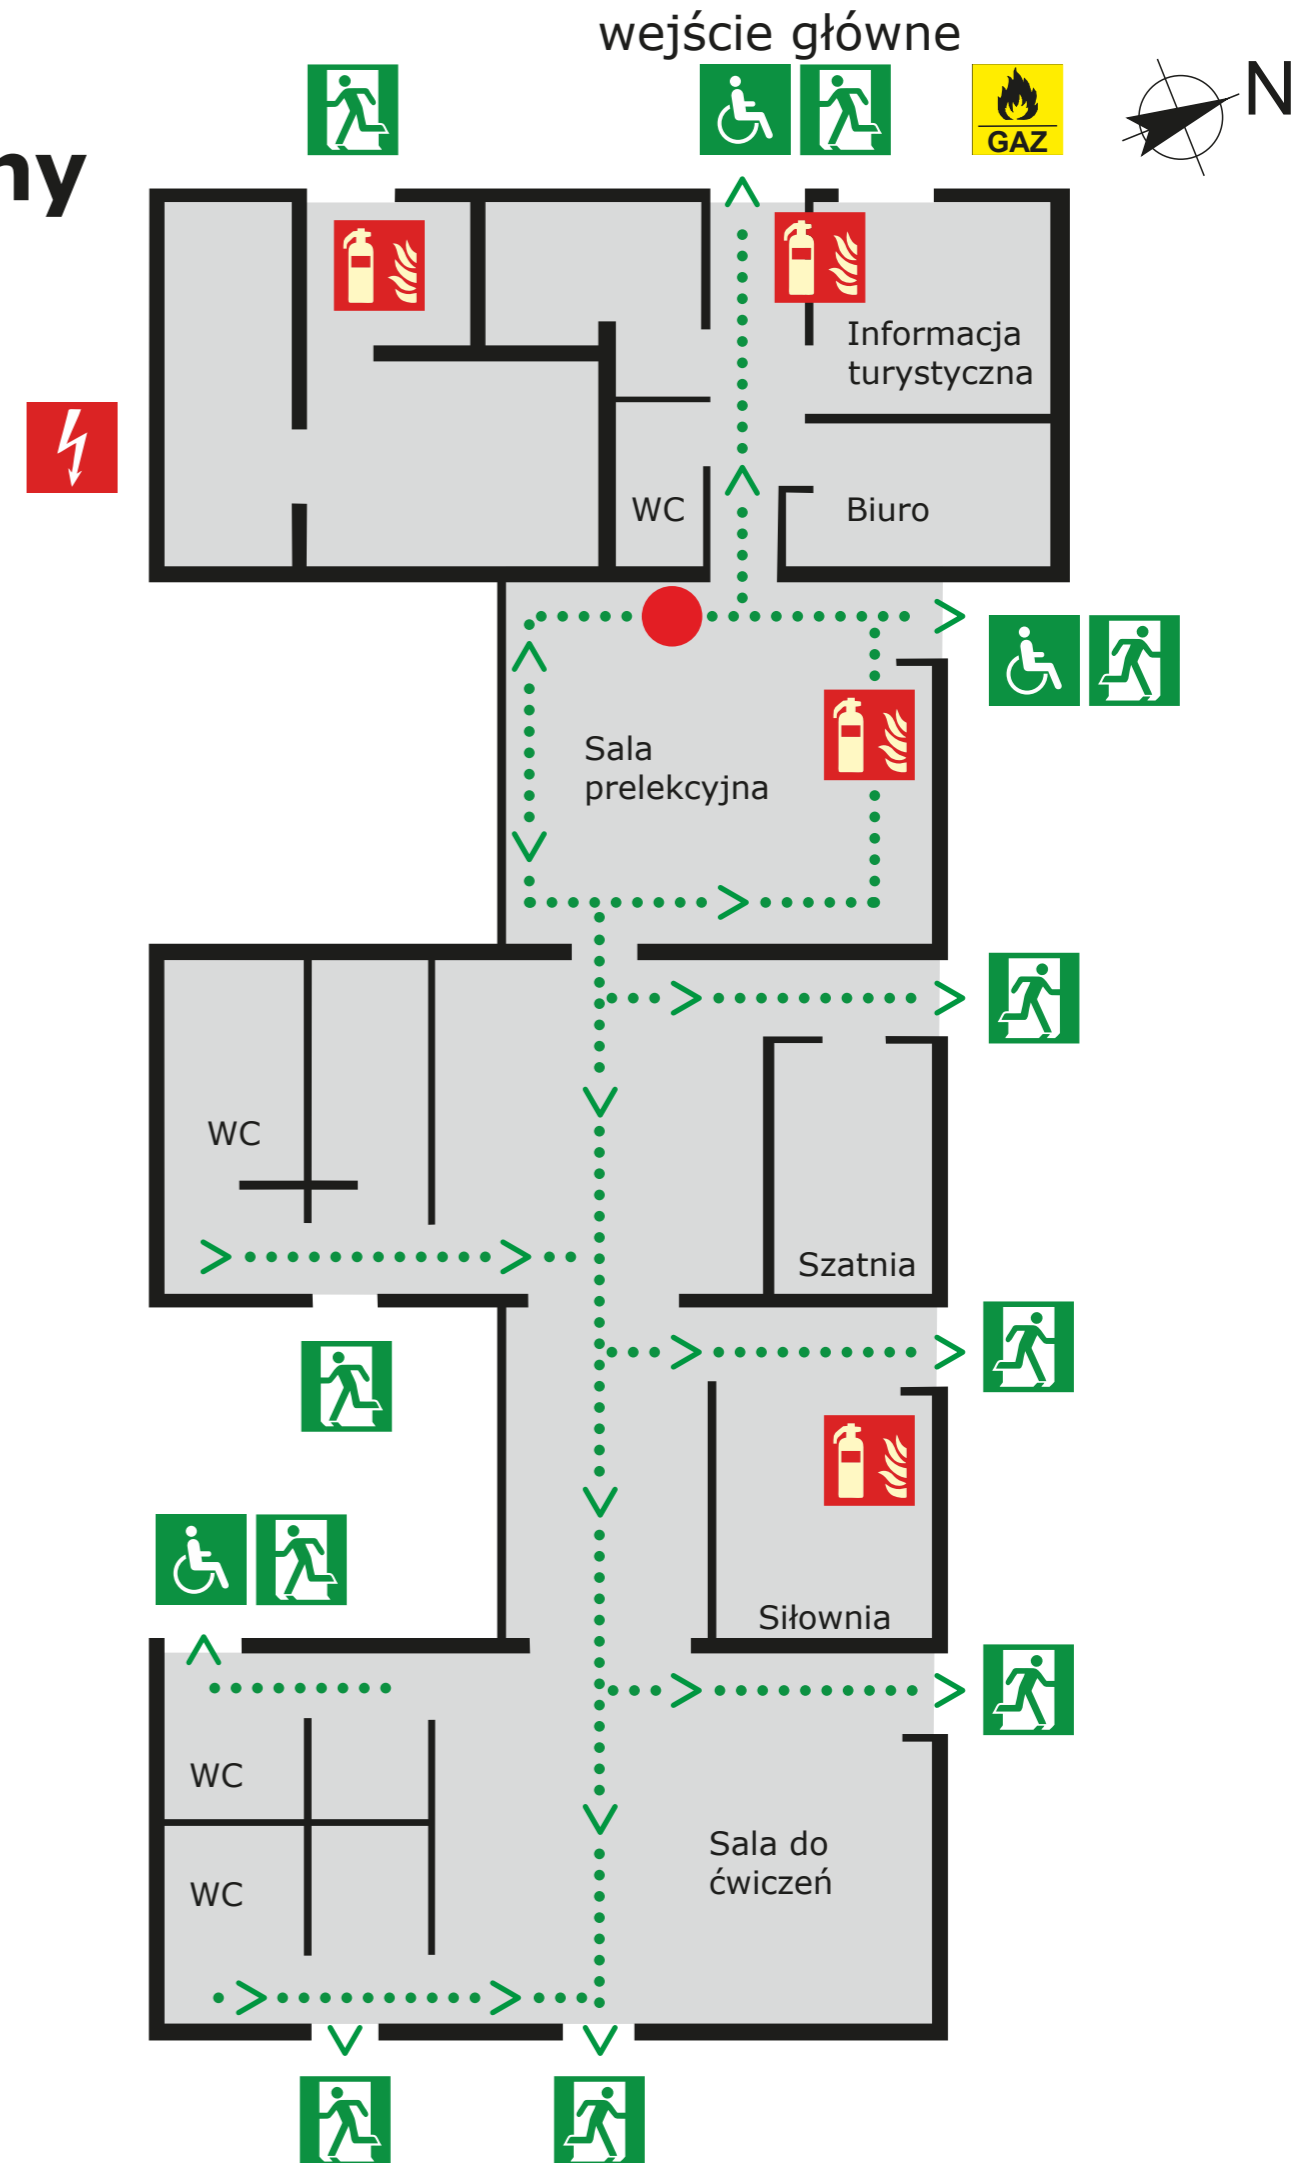 wejście główne
N
GAZ
ny
Informacja
turystyczna
WC
Biuro
Sala
prelekcyjna
WC
Szatnia
Siłownia
WC
Sala do
ćwiczeń
WC